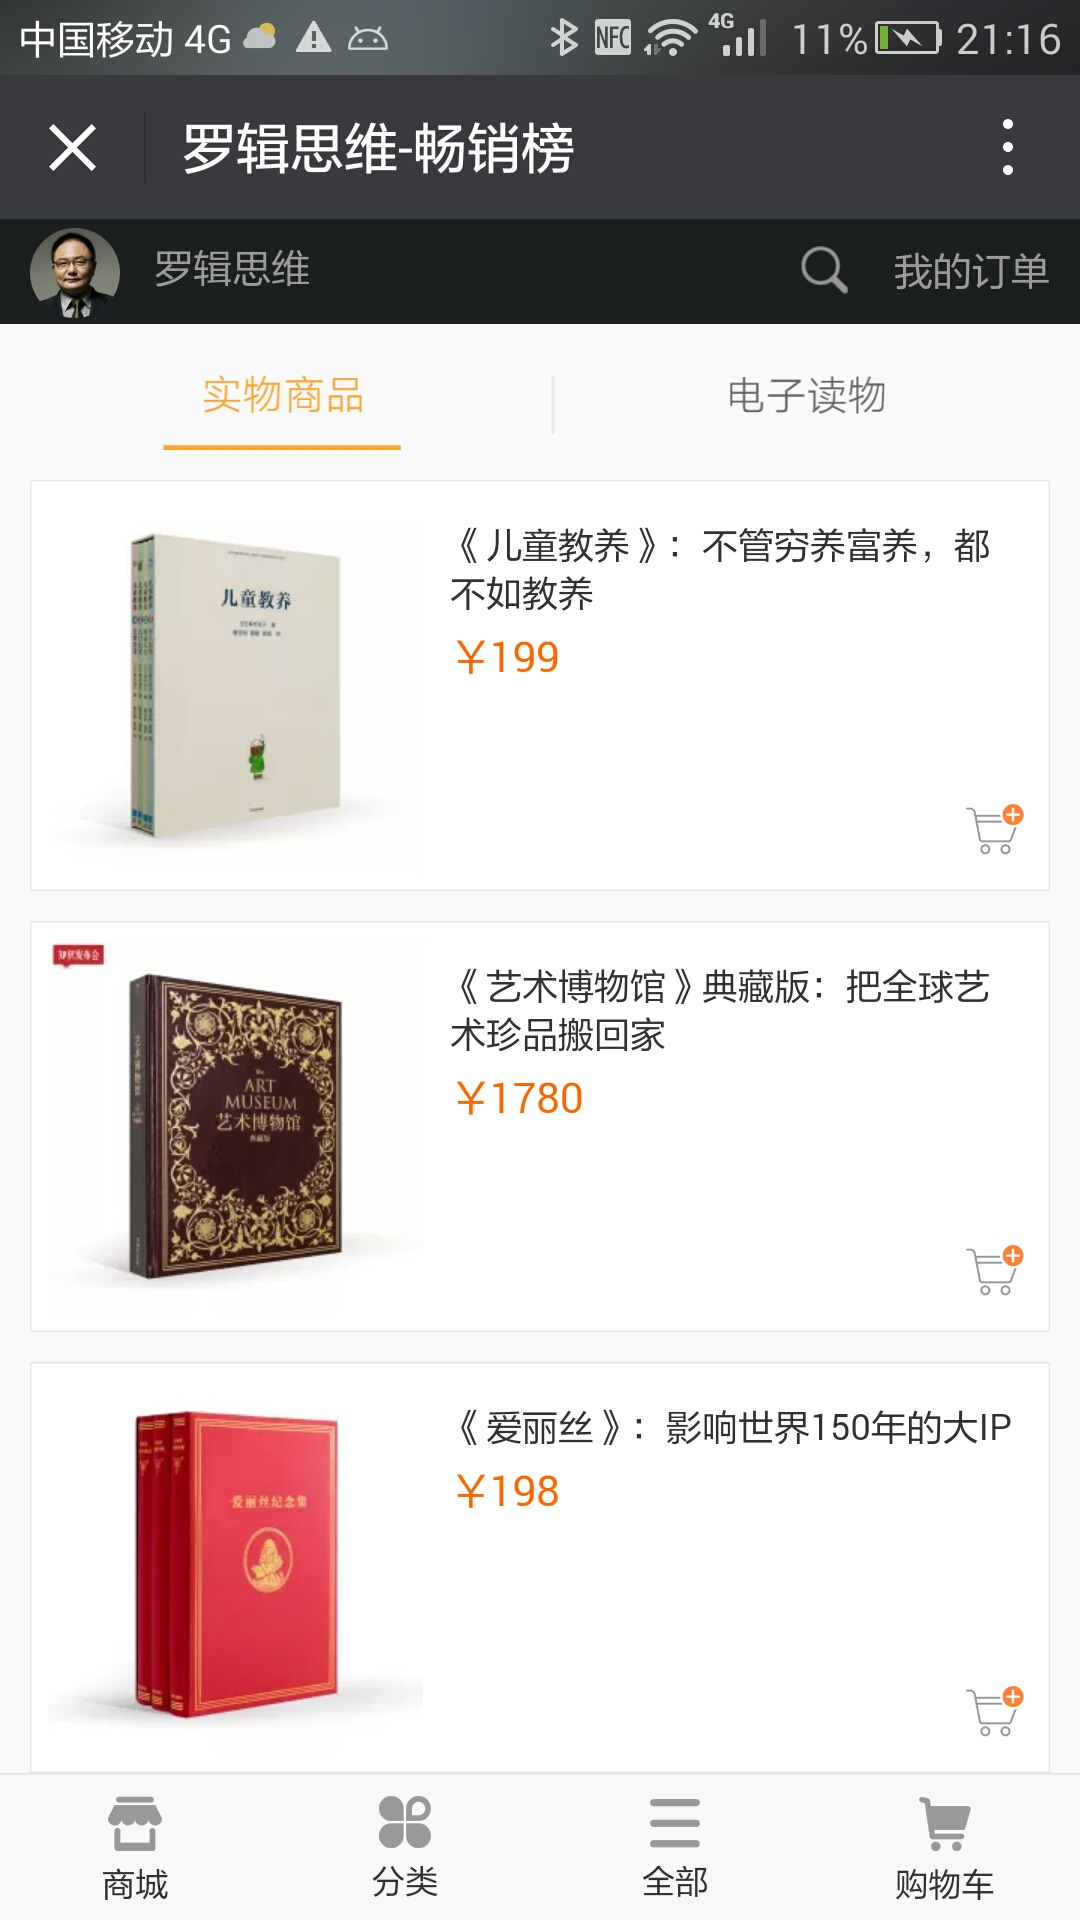 中国移动 4G
NFC 4G 11% 21:16
罗辑思维-畅销榜
罗辑思维
我的订单
实物商品
电子读物
儿童教养
《儿童教养》：不管穷养富养，都
不如教养
￥199
知识发布会
艺术博物馆
The
ART
MUSEUM
艺术博物馆
典藏版
《艺术博物馆》典藏版：把全球艺
术珍品搬回家
￥1780
爱丽丝纪念集
《爱丽丝》：影响世界150年的大IP
￥198
商城
分类
全部
购物车